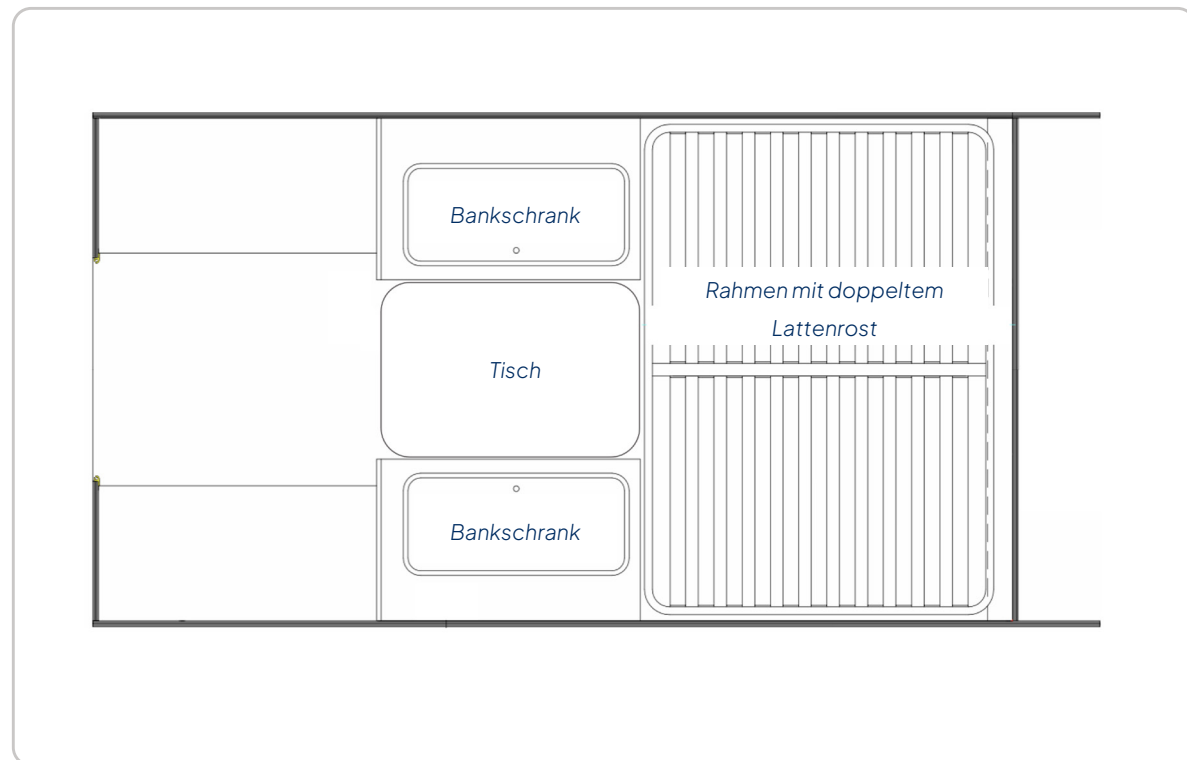 Bankschrank
Rahmen mit doppeltem
Lattenrost
Tisch
Bankschrank